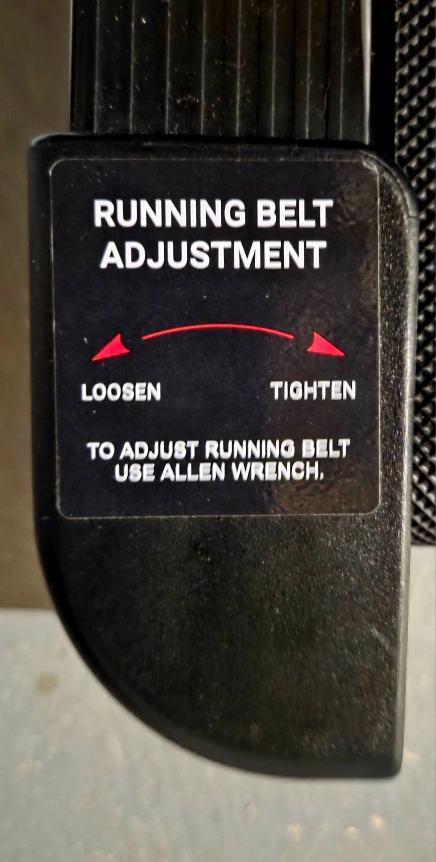 RUNNING BELT
ADJUSTMENT
LOOSEN TIGHTEN
TO ADJUST RUNNING BELT
USE ALLEN WRENCH.